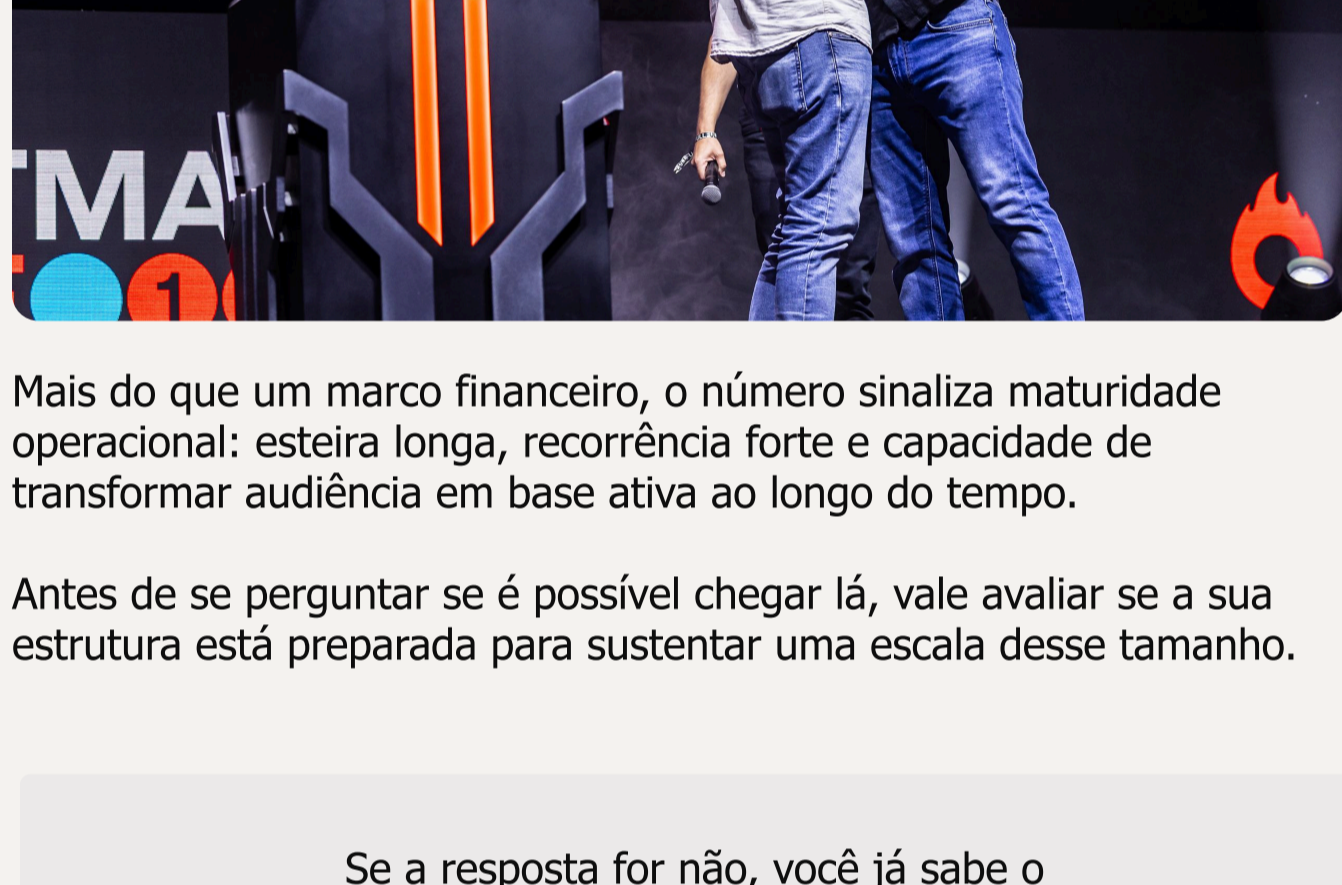 TMA
1
Mais do que um marco financeiro, o número sinaliza maturidade
operacional: esteira longa, recorrência forte e capacidade de
transformar audiência em base ativa ao longo do tempo.
Antes de se perguntar se é possível chegar lá, vale avaliar se a sua
estrutura está preparada para sustentar uma escala desse tamanho.
Se a resposta for não, você já sabe o